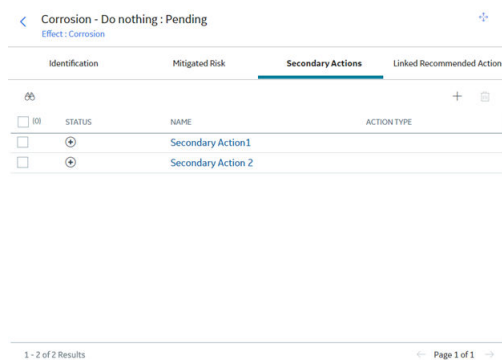 Corrosion - Do nothing : Pending
Effect : Corrosion
Identification Mitigated Risk Secondary Actions Linked Recommended Action
(0) STATUS NAME ACTION TYPE
Secondary Action1
Secondary Action 2
1 - 2 of 2 Results Page 1 of 1